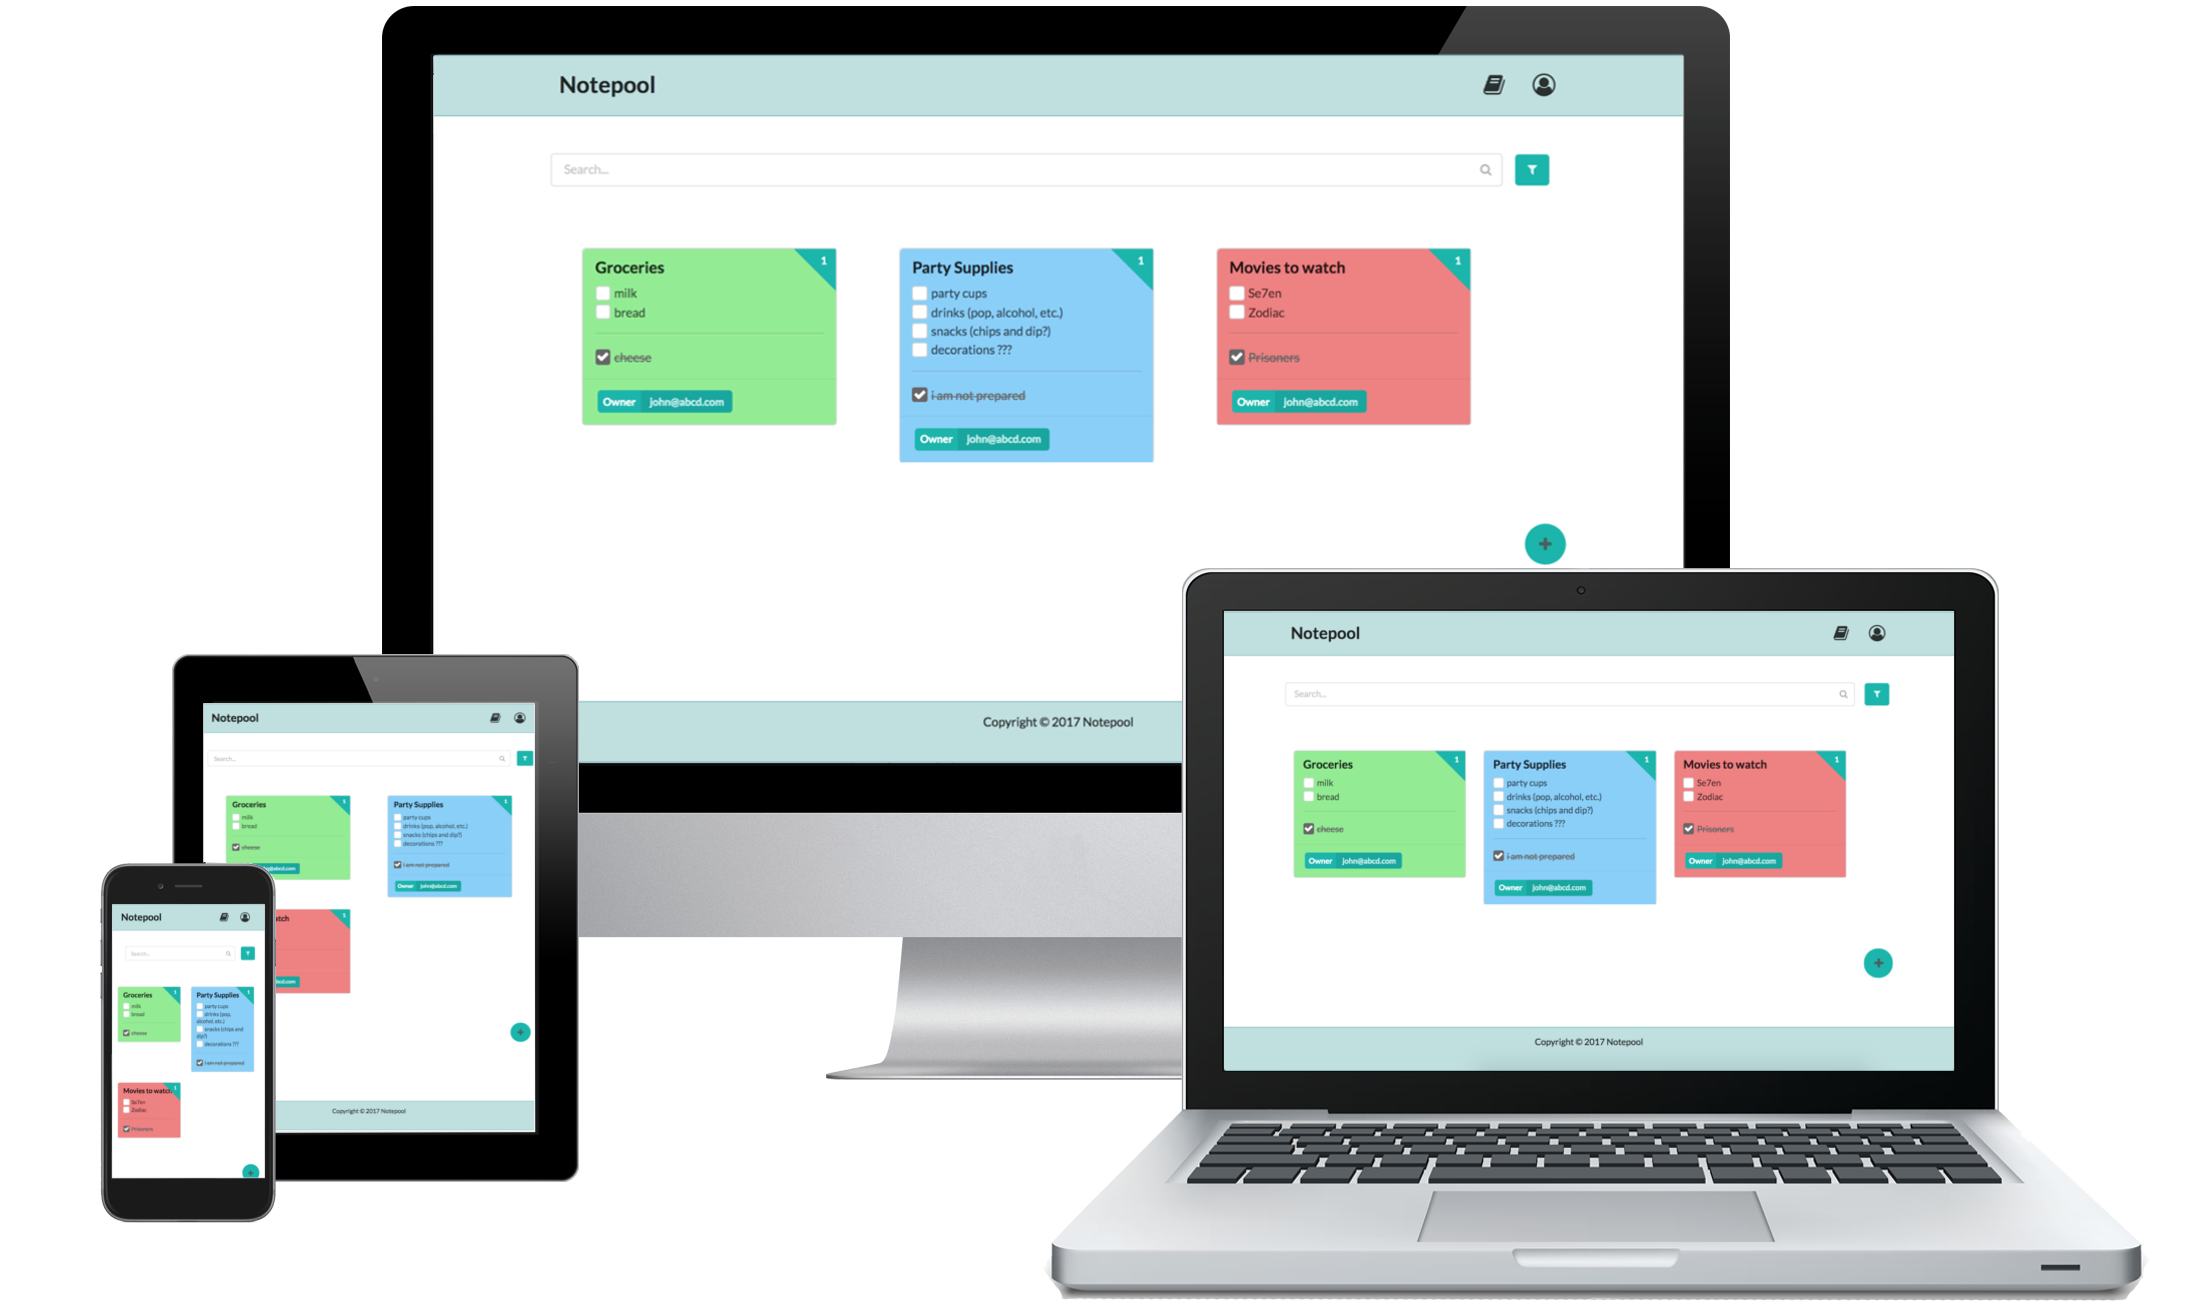 Notepool
Search...
Groceries
1
milk
bread
cheese
Owner john@abcd.com
Party Supplies
1
party cups
drinks (pop, alcohol, etc.)
snacks (chips and dip?)
decorations ???
i am not prepared
Owner john@abcd.com
Movies to watch
1
Se7en
Zodiac
Prisoners
Owner john@abcd.com
Copyright © 2017 Notepool
Notepool
Search...
Groceries
1
milk
bread
cheese
Owner john@abcd.com
Party Supplies
1
party cups
drinks (pop, alcohol, etc.)
snacks (chips and dip?)
decorations ???
i am not prepared
Owner john@abcd.com
Movies to watch
1
Se7en
Zodiac
Prisoners
Owner john@abcd.com
Copyright © 2017 Notepool
Notepool
Search...
Groceries
1
milk
bread
cheese
Party Supplies
1
party cups
drinks (pop, alcohol, etc.)
snacks (chips and dip?)
decorations ???
i am not prepared
Owner john@abcd.com
1
Copyright © 2017 Notepool
Notepool
Search...
Groceries
1
milk
bread
cheese
Party Supplies
1
party cups
drinks (pop,
alcohol, etc.)
snacks (chips and
dip?)
decorations ???
i am not prepared
Movies to watch
1
Se7en
Zodiac
Prisoners